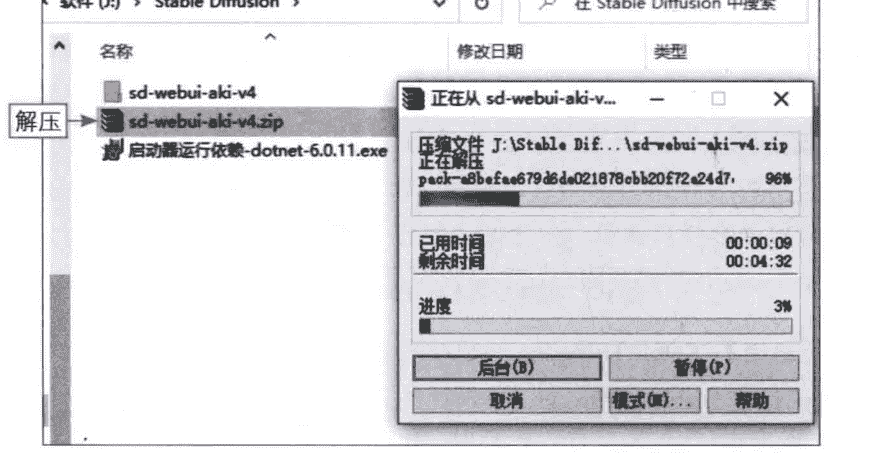 软件 (J:) > Stable Diffusion >
在 Stable Diffusion 中搜索
名称 修改日期 类型
sd-webui-aki-v4
解压
sd-webui-aki-v4.zip
启动器运行依赖-dotnet-6.0.11.exe
正在从 sd-webui-aki-v...
压缩文件 J:\Stable Dif...\sd-webui-aki-v4.zip
正在解压
pack-a8befae679d6de021878cbb20f72a24d7. 96%
已用时间 00:00:09
剩余时间 00:04:32
进度 3%
后台(B) 暂停(P)
取消 模式(M)... 帮助